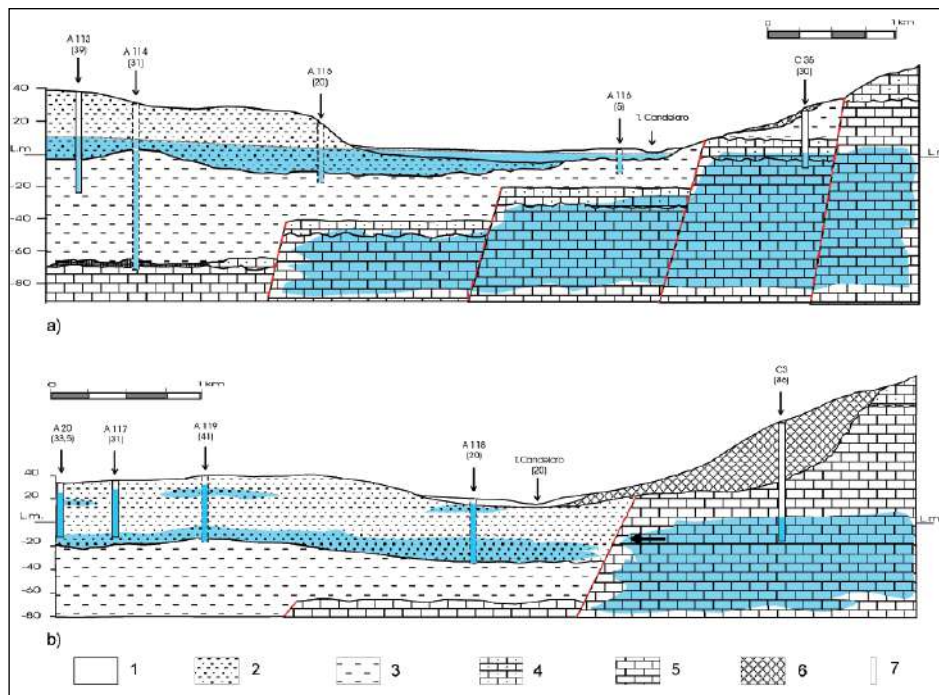 0 1 km
A 113
(39)
A 114
(31)
A 115
(20)
A 116
(5)
T. Candelaro
C 35
(30)
40
20
L.m.
-20
-40
-60
-80
a)
0 1 km
A 20
(33,5)
A 117
(31)
A 119
(41)
A 118
(20)
T.Candelaro
(20)
C3
(86)
40
20
L.m.
-20
-40
-60
-80
b)
1 2 3 4 5 6 7